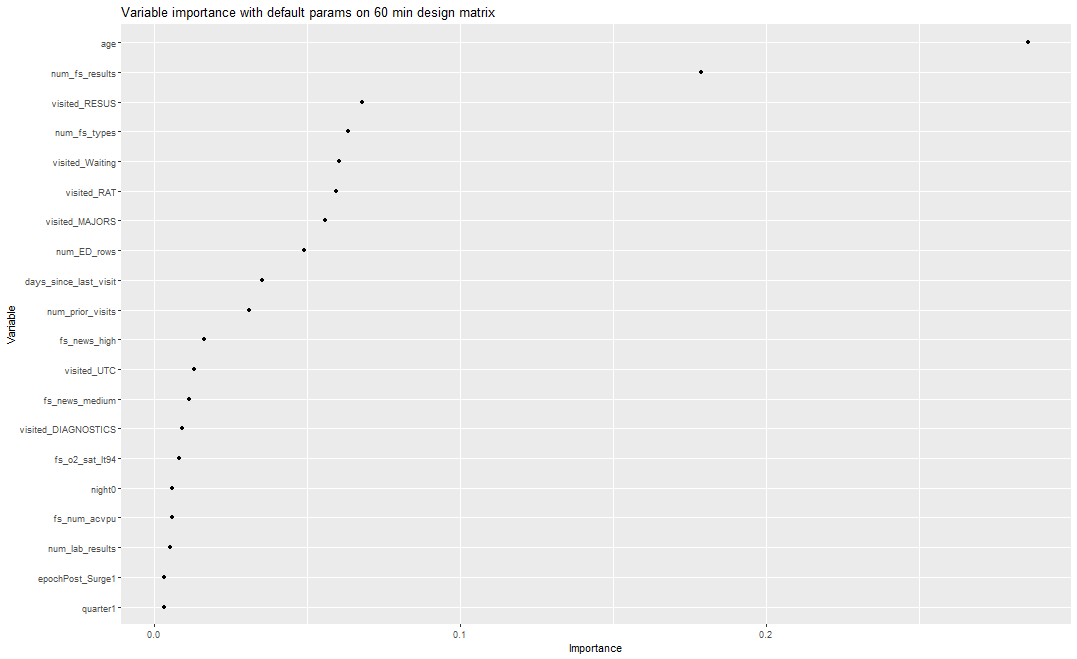 Variable importance with default params on 60 min design matrix
Variable
age
num_fs_results
visited_RESUS
num_fs_types
visited_Waiting
visited_RAT
visited_MAJORS
num_ED_rows
days_since_last_visit
num_prior_visits
fs_news_high
visited_UTC
fs_news_medium
visited_DIAGNOSTICS
fs_o2_sat_lt94
night0
fs_num_acvpu
num_lab_results
epochPost_Surge1
quarter1
0.0 0.1 0.2
Importance